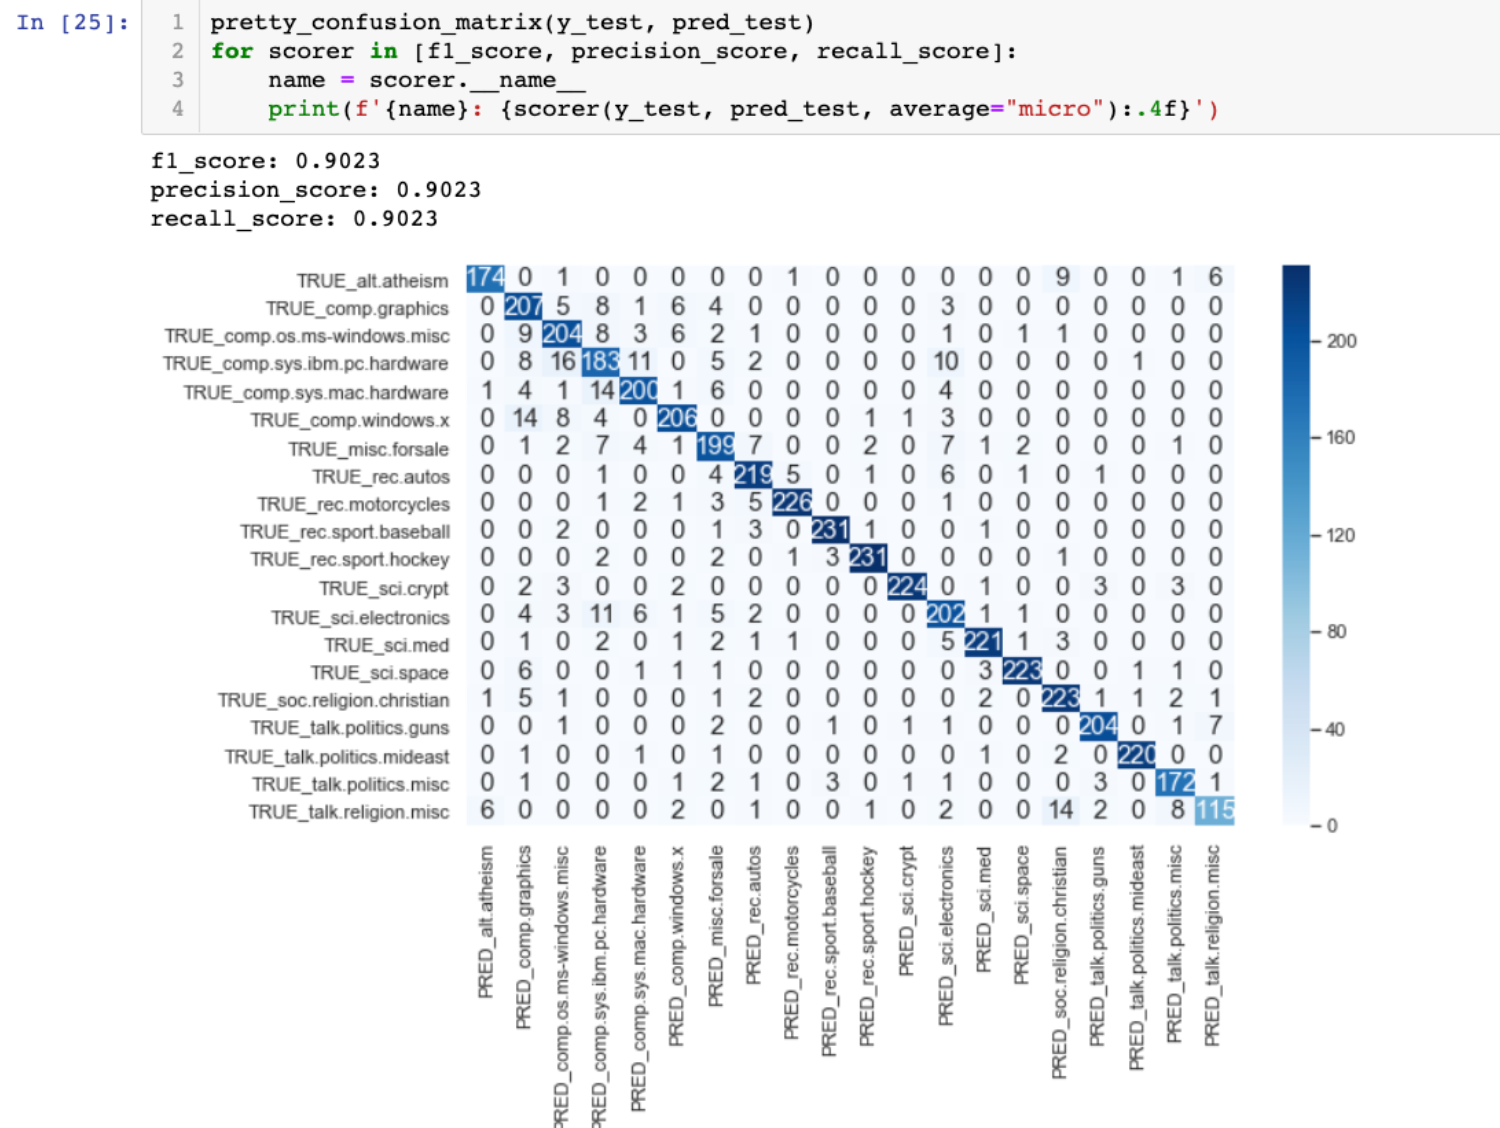 In [25]:
1 pretty_confusion_matrix(y_test, pred_test)
2 for scorer in [f1_score, precision_score, recall_score]:
3     name = scorer.__name__
4     print(f'{name}: {scorer(y_test, pred_test, average="micro"):.4f}')
f1_score: 0.9023
precision_score: 0.9023
recall_score: 0.9023
TRUE_alt.atheism 174 0 1 0 0 0 0 0 1 0 0 0 0 0 0 9 0 0 1 6
TRUE_comp.graphics 0 207 5 8 1 6 4 0 0 0 0 0 3 0 0 0 0 0 0 0
TRUE_comp.os.ms-windows.misc 0 9 204 8 3 6 2 1 0 0 0 0 1 0 1 1 0 0 0 0
TRUE_comp.sys.ibm.pc.hardware 0 8 16 183 11 0 5 2 0 0 0 0 10 0 0 0 0 1 0 0
TRUE_comp.sys.mac.hardware 1 4 1 14 200 1 6 0 0 0 0 0 4 0 0 0 0 0 0 0
TRUE_comp.windows.x 0 14 8 4 0 206 0 0 0 0 1 1 3 0 0 0 0 0 0 0
TRUE_misc.forsale 0 1 2 7 4 1 199 7 0 0 2 0 7 1 2 0 0 0 1 0
TRUE_rec.autos 0 0 0 1 0 0 4 219 5 0 1 0 6 0 1 0 1 0 0 0
TRUE_rec.motorcycles 0 0 0 1 2 1 3 5 226 0 0 0 1 0 0 0 0 0 0 0
TRUE_rec.sport.baseball 0 0 2 0 0 0 1 3 0 231 1 0 0 1 0 0 0 0 0 0
TRUE_rec.sport.hockey 0 0 0 2 0 0 2 0 1 3 231 0 0 0 0 1 0 0 0 0
TRUE_sci.crypt 0 2 3 0 0 2 0 0 0 0 0 224 0 1 0 0 3 0 3 0
TRUE_sci.electronics 0 4 3 11 6 1 5 2 0 0 0 0 202 1 1 0 0 0 0 0
TRUE_sci.med 0 1 0 2 0 1 2 1 1 0 0 0 5 221 1 3 0 0 0 0
TRUE_sci.space 0 6 0 0 1 1 1 0 0 0 0 0 0 3 223 0 0 1 1 0
TRUE_soc.religion.christian 1 5 1 0 0 0 1 2 0 0 0 0 0 2 0 223 1 1 2 1
TRUE_talk.politics.guns 0 0 1 0 0 0 2 0 0 1 0 1 1 0 0 0 204 0 1 7
TRUE_talk.politics.mideast 0 1 0 0 1 0 1 0 0 0 0 0 0 1 0 2 0 220 0 0
TRUE_talk.politics.misc 0 1 0 0 0 1 2 1 0 3 0 1 1 0 0 0 3 0 172 1
TRUE_talk.religion.misc 6 0 0 0 0 2 0 1 0 0 1 0 2 0 0 14 2 0 8 115
200
160
120
80
40
0
PRED_alt.atheism
PRED_comp.graphics
PRED_comp.os.ms-windows.misc
PRED_comp.sys.ibm.pc.hardware
PRED_comp.sys.mac.hardware
PRED_comp.windows.x
PRED_misc.forsale
PRED_rec.autos
PRED_rec.motorcycles
PRED_rec.sport.baseball
PRED_rec.sport.hockey
PRED_sci.crypt
PRED_sci.electronics
PRED_sci.med
PRED_sci.space
PRED_soc.religion.christian
PRED_talk.politics.guns
PRED_talk.politics.mideast
PRED_talk.politics.misc
PRED_talk.religion.misc